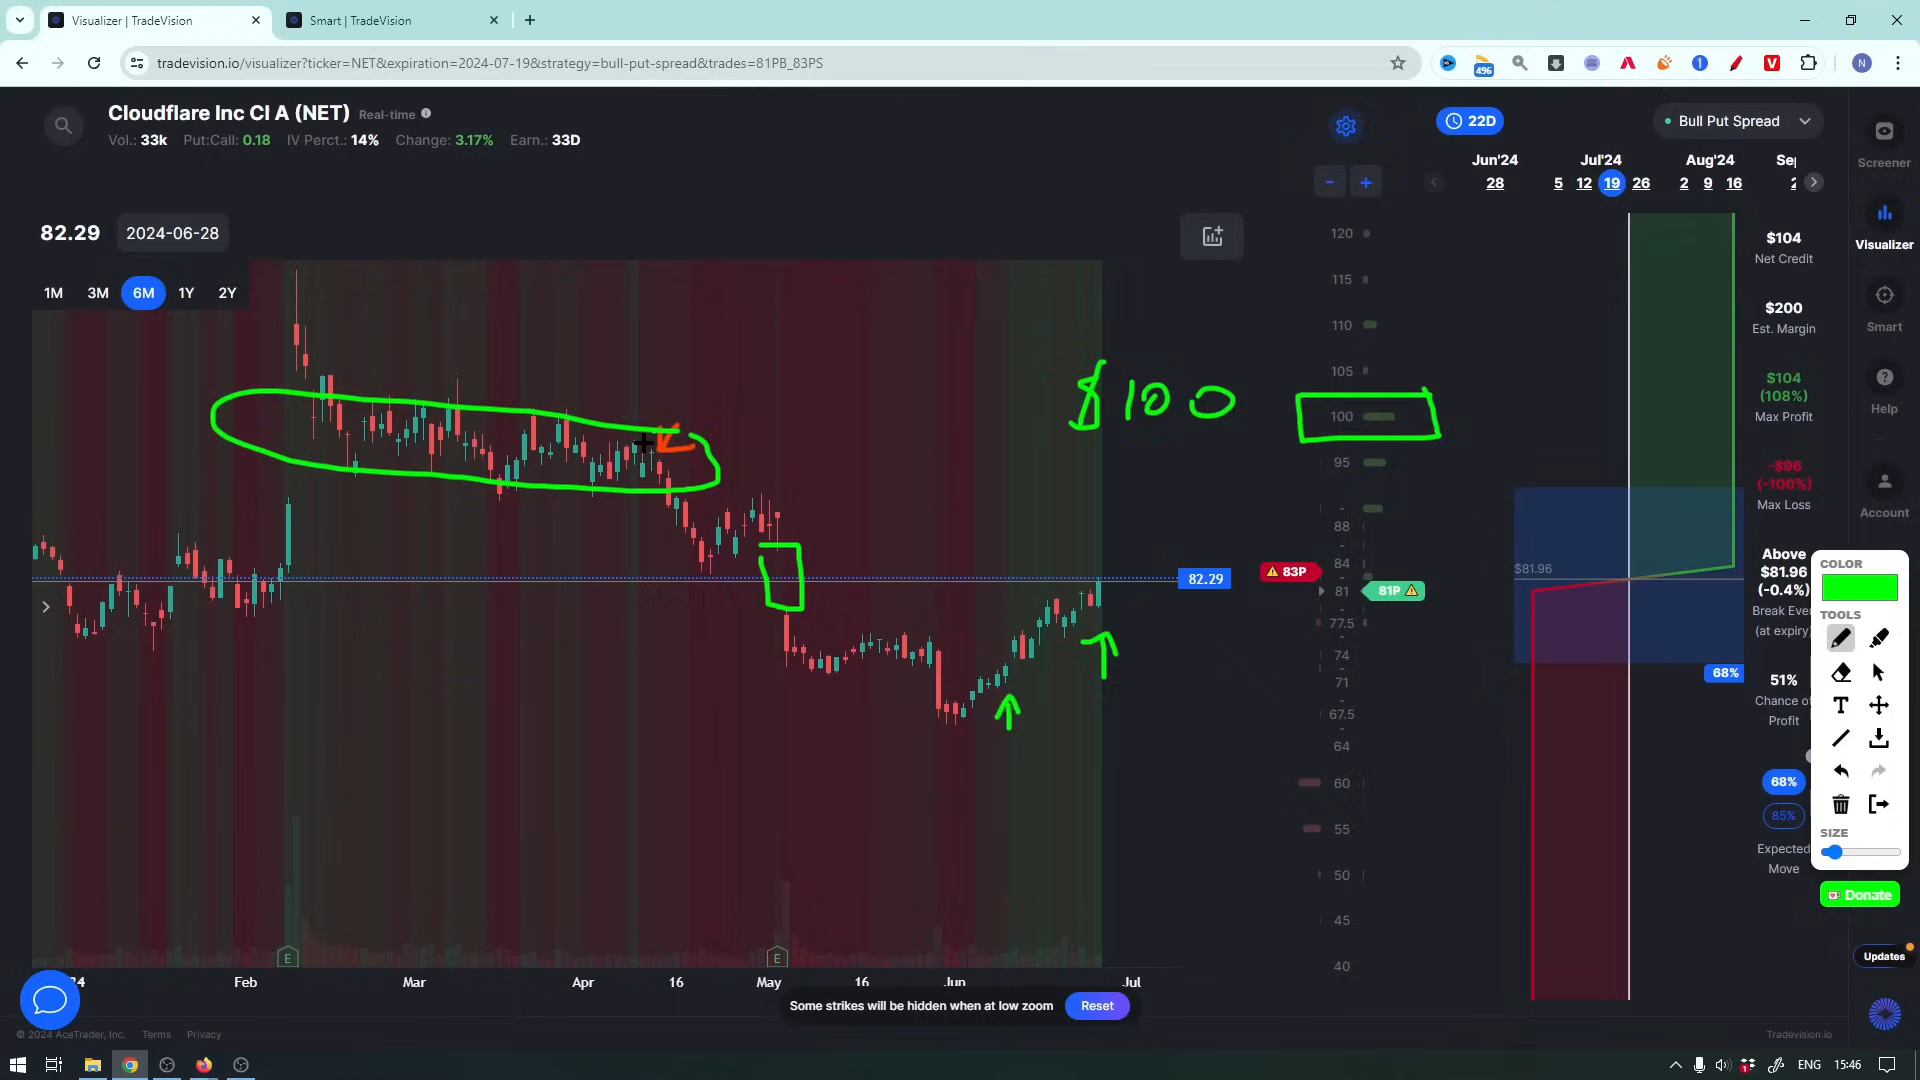 Visualizer | TradeVision
Smart | TradeVision
tradevision.io/visualizer?ticker=NET&expiration=2024-07-19&strategy=bull-put-spread&trades=81PB_83PS
496
N
Cloudflare Inc Cl A (NET) Real-time
Vol.: 33k Put:Call: 0.18 IV Perct.: 14% Change: 3.17% Earn.: 33D
22D
Bull Put Spread
Jun'24 Jul'24 Aug'24
28 5 12 19 26 2 9 16
- +
82.29 2024-06-28
1M 3M 6M 1Y 2Y
$100
120
115
110
105
100
95
88
84
81
77.5
74
71
67.5
64
60
55
50
45
40
82.29
83P
81P
$81.96
68%
$104
Net Credit
$200
Est. Margin
$104
(108%)
Max Profit
-$96
(-100%)
Max Loss
Above
$81.96
(-0.4%)
Break Even
(at expiry)
51%
Chance of
Profit
68%
85%
Expected
Move
Screener
Visualizer
Smart
Help
Account
COLOR
TOOLS
T
SIZE
Donate
Updates
E E
Feb Mar Apr 16 May 16 Jun Jul
Some strikes will be hidden when at low zoom Reset
© 2024 AceTrader, Inc. Terms Privacy
Tradevision.io
ENG 15:46